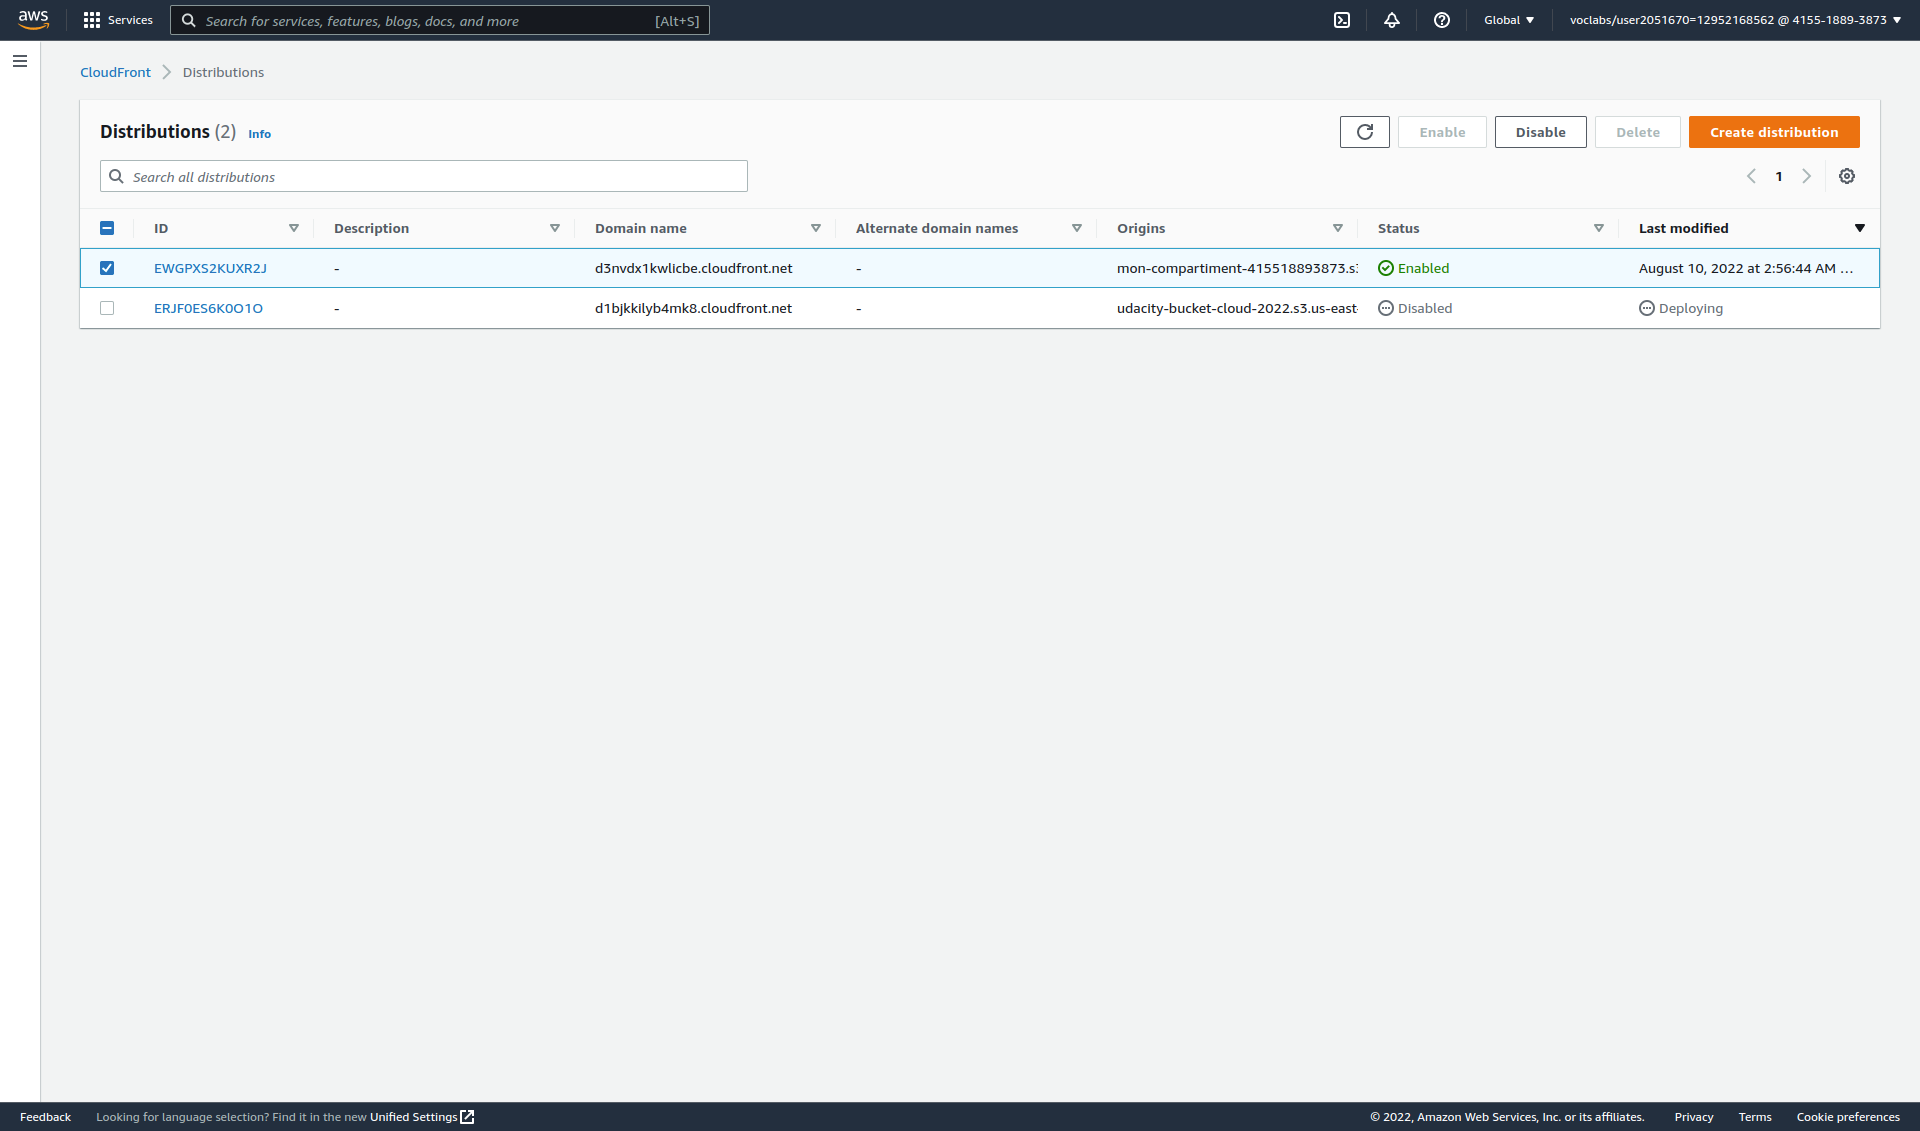 aws Services Search for services, features, blogs, docs, and more [Alt+S] Global voclabs/user2051670=12952168562 @ 4155-1889-3873
CloudFront Distributions
Distributions (2) Info Enable Disable Delete Create distribution
Search all distributions 1
ID Description Domain name Alternate domain names Origins Status Last modified
EWGPXS2KUXR2J - d3nvdx1kwlicbe.cloudfront.net - mon-compartiment-415518893873.s3 Enabled August 10, 2022 at 2:56:44 AM ...
ERJF0ES6K0O1O - d1bjkkilyb4mk8.cloudfront.net - udacity-bucket-cloud-2022.s3.us-east- Disabled Deploying
Feedback Looking for language selection? Find it in the new Unified Settings © 2022, Amazon Web Services, Inc. or its affiliates. Privacy Terms Cookie preferences